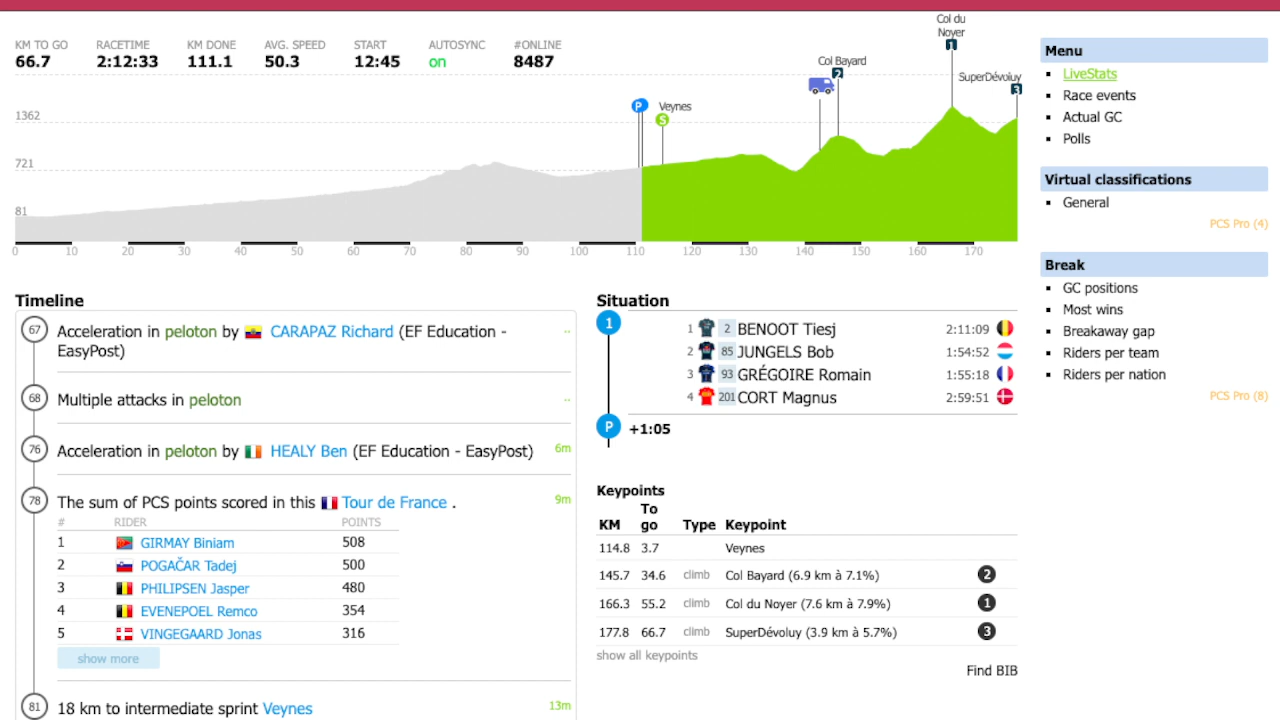 KM TO GO RACETIME KM DONE AVG. SPEED START AUTOSYNC #ONLINE
66.7 2:12:33 111.1 50.3 12:45 on 8487
Col du
Noyer
1
Col Bayard
2
SuperDévoluy
3
P Veynes
S
1362
721
81
0 10 20 30 40 50 60 70 80 90 100 110 120 130 140 150 160 170
Menu
LiveStats
Race events
Actual GC
Polls
Virtual classifications
General
PCS Pro (4)
Break
GC positions
Most wins
Breakaway gap
Riders per team
Riders per nation
PCS Pro (8)
Timeline
67 Acceleration in peloton by CARAPAZ Richard (EF Education - ..
EasyPost)
68 Multiple attacks in peloton ..
76 Acceleration in peloton by HEALY Ben (EF Education - EasyPost) 6m
78 The sum of PCS points scored in this Tour de France . 9m
# RIDER POINTS
1 GIRMAY Biniam 508
2 POGAČAR Tadej 500
3 PHILIPSEN Jasper 480
4 EVENEPOEL Remco 354
5 VINGEGAARD Jonas 316
show more
81 18 km to intermediate sprint Veynes 13m
Situation
1
1 2 BENOOT Tiesj 2:11:09
2 85 JUNGELS Bob 1:54:52
3 93 GRÉGOIRE Romain 1:55:18
4 201 CORT Magnus 2:59:51
P +1:05
Keypoints
KM To go Type Keypoint
114.8 3.7 Veynes
145.7 34.6 climb Col Bayard (6.9 km à 7.1%) 2
166.3 55.2 climb Col du Noyer (7.6 km à 7.9%) 1
177.8 66.7 climb SuperDévoluy (3.9 km à 5.7%) 3
show all keypoints
Find BIB